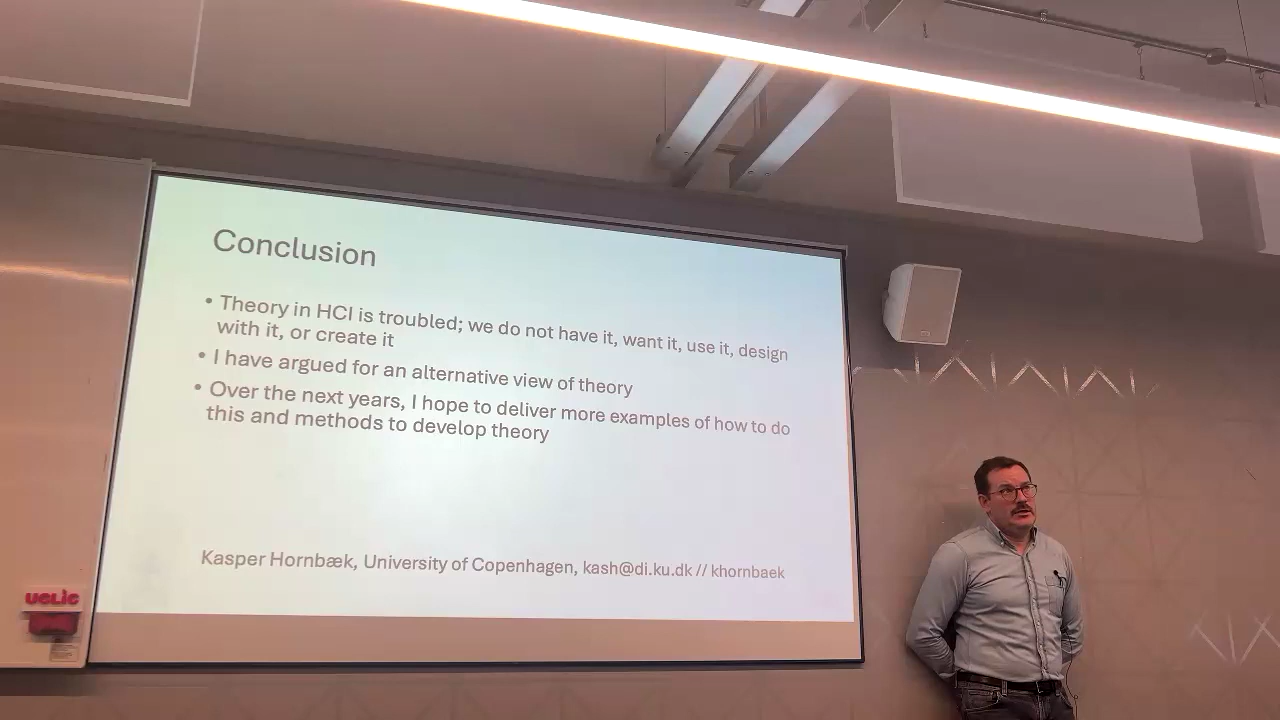 Conclusion
• Theory in HCI is troubled; we do not have it, want it, use it, design
with it, or create it
• I have argued for an alternative view of theory
• Over the next years, I hope to deliver more examples of how to do
this and methods to develop theory
Kasper Hornbæk, University of Copenhagen, kash@di.ku.dk // khornbaek
UCLIC